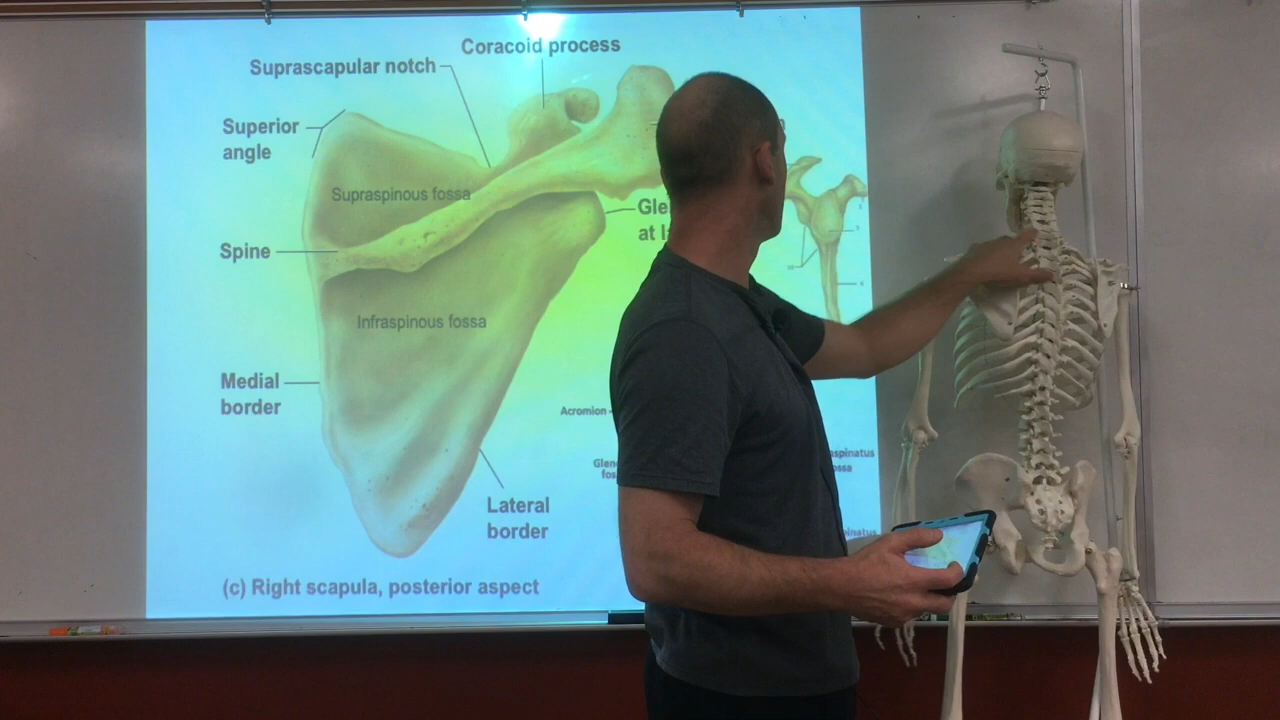 Coracoid process
Suprascapular notch
Superior
angle
Supraspinous fossa
Spine
at
Infraspinous fossa
Medial
border
Acromion
Lateral
border
(c) Right scapula, posterior aspect